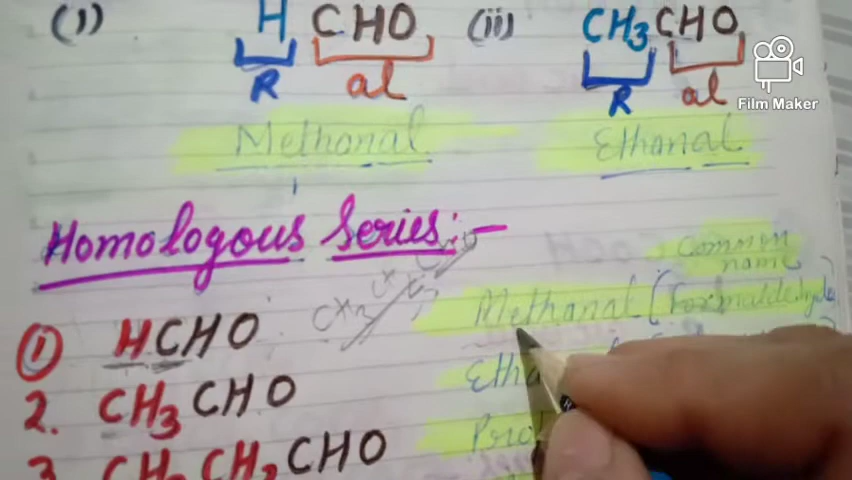 (i) H CHO (ii) CH3CHO
R al R al
Film Maker
Methanal Ethanal
Homologous Series:-
Common name
① HCHO Methanal (Formaldehyde)
2. CH3 CHO
3. CHO